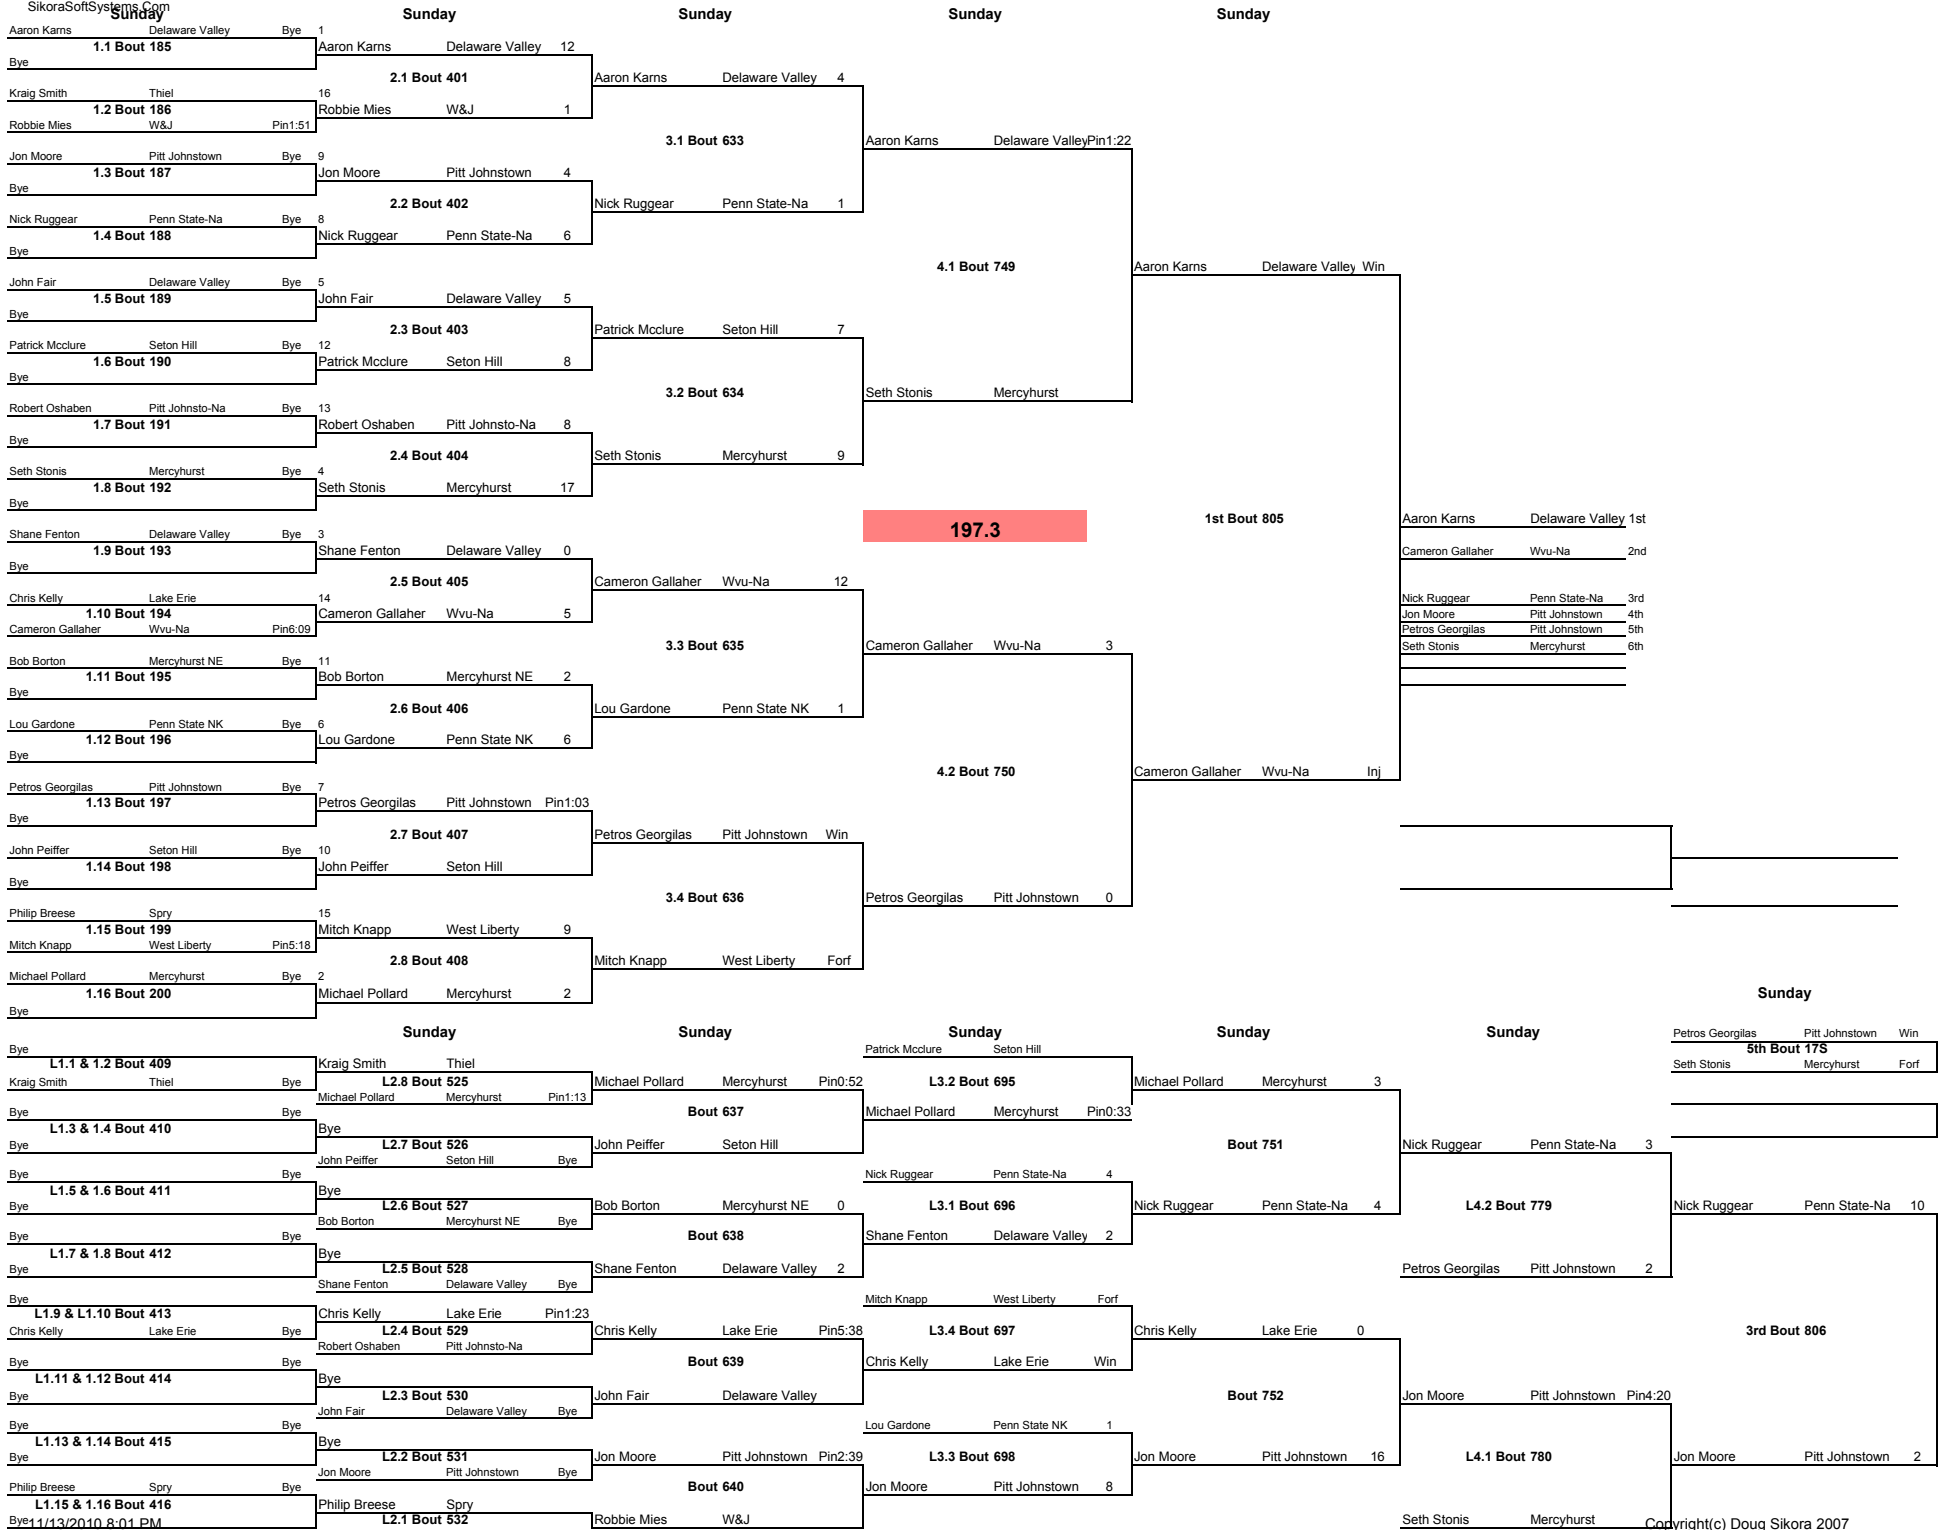 SikoraSoftSystems.Com
Sunday Sunday Sunday Sunday Sunday
Aaron Karns Delaware Valley Bye 1
1.1 Bout 185
Bye
Aaron Karns Delaware Valley 12
2.1 Bout 401
Kraig Smith Thiel 16
1.2 Bout 186
Robbie Mies W&J Pin1:51
Robbie Mies W&J 1
Jon Moore Pitt Johnstown Bye 9
1.3 Bout 187
Bye
Jon Moore Pitt Johnstown 4
2.2 Bout 402
Nick Ruggear Penn State-Na Bye 8
1.4 Bout 188
Bye
Nick Ruggear Penn State-Na 6
John Fair Delaware Valley Bye 5
1.5 Bout 189
Bye
John Fair Delaware Valley 5
2.3 Bout 403
Patrick Mcclure Seton Hill Bye 12
1.6 Bout 190
Bye
Patrick Mcclure Seton Hill 8
Robert Oshaben Pitt Johnsto-Na Bye 13
1.7 Bout 191
Bye
Robert Oshaben Pitt Johnsto-Na 8
2.4 Bout 404
Seth Stonis Mercyhurst Bye 4
1.8 Bout 192
Bye
Seth Stonis Mercyhurst 17
Shane Fenton Delaware Valley Bye 3
1.9 Bout 193
Bye
Shane Fenton Delaware Valley 0
2.5 Bout 405
Chris Kelly Lake Erie 14
1.10 Bout 194
Cameron Gallaher Wvu-Na Pin6:09
Cameron Gallaher Wvu-Na 5
Bob Borton Mercyhurst NE Bye 11
1.11 Bout 195
Bye
Bob Borton Mercyhurst NE 2
2.6 Bout 406
Lou Gardone Penn State NK Bye 6
1.12 Bout 196
Bye
Lou Gardone Penn State NK 6
Petros Georgilas Pitt Johnstown Bye 7
1.13 Bout 197
Bye
Petros Georgilas Pitt Johnstown Pin1:03
2.7 Bout 407
John Peiffer Seton Hill Bye 10
1.14 Bout 198
Bye
John Peiffer Seton Hill
Philip Breese Spry 15
1.15 Bout 199
Mitch Knapp West Liberty Pin5:18
Mitch Knapp West Liberty 9
2.8 Bout 408
Michael Pollard Mercyhurst Bye 2
1.16 Bout 200
Bye
Michael Pollard Mercyhurst 2
Aaron Karns Delaware Valley 4
3.1 Bout 633
Nick Ruggear Penn State-Na 1
Patrick Mcclure Seton Hill 7
3.2 Bout 634
Seth Stonis Mercyhurst 9
Cameron Gallaher Wvu-Na 12
3.3 Bout 635
Lou Gardone Penn State NK 1
Petros Georgilas Pitt Johnstown Win
3.4 Bout 636
Mitch Knapp West Liberty Forf
Aaron Karns Delaware Valley Pin1:22
4.1 Bout 749
Seth Stonis Mercyhurst
197.3
Cameron Gallaher Wvu-Na 3
4.2 Bout 750
Petros Georgilas Pitt Johnstown 0
Aaron Karns Delaware Valley Win
1st Bout 805
Cameron Gallaher Wvu-Na Inj
Aaron Karns Delaware Valley 1st
Cameron Gallaher Wvu-Na 2nd
Nick Ruggear Penn State-Na 3rd
Jon Moore Pitt Johnstown 4th
Petros Georgilas Pitt Johnstown 5th
Seth Stonis Mercyhurst 6th
Sunday
Sunday Sunday Sunday Sunday Sunday
Bye
L1.1 & 1.2 Bout 409
Kraig Smith Thiel Bye
Bye Bye
L1.3 & 1.4 Bout 410
Bye
Bye Bye
L1.5 & 1.6 Bout 411
Bye
Bye Bye
L1.7 & 1.8 Bout 412
Bye
Bye
L1.9 & L1.10 Bout 413
Chris Kelly Lake Erie Bye
Bye Bye
L1.11 & 1.12 Bout 414
Bye
Bye Bye
L1.13 & 1.14 Bout 415
Bye
Philip Breese Spry Bye
L1.15 & 1.16 Bout 416
Bye
Kraig Smith Thiel
L2.8 Bout 525
Michael Pollard Mercyhurst Pin1:13
Bye
L2.7 Bout 526
John Peiffer Seton Hill Bye
Bye
L2.6 Bout 527
Bob Borton Mercyhurst NE Bye
Bye
L2.5 Bout 528
Shane Fenton Delaware Valley Bye
Chris Kelly Lake Erie Pin1:23
L2.4 Bout 529
Robert Oshaben Pitt Johnsto-Na
Bye
L2.3 Bout 530
John Fair Delaware Valley Bye
Bye
L2.2 Bout 531
Jon Moore Pitt Johnstown Bye
Philip Breese Spry
L2.1 Bout 532
Michael Pollard Mercyhurst Pin0:52
Bout 637
John Peiffer Seton Hill
Bob Borton Mercyhurst NE 0
Bout 638
Shane Fenton Delaware Valley 2
Chris Kelly Lake Erie Pin5:38
Bout 639
John Fair Delaware Valley
Jon Moore Pitt Johnstown Pin2:39
Bout 640
Robbie Mies W&J
Patrick Mcclure Seton Hill
L3.2 Bout 695
Michael Pollard Mercyhurst Pin0:33
Nick Ruggear Penn State-Na 4
L3.1 Bout 696
Shane Fenton Delaware Valley 2
Mitch Knapp West Liberty Forf
L3.4 Bout 697
Chris Kelly Lake Erie Win
Lou Gardone Penn State NK 1
L3.3 Bout 698
Jon Moore Pitt Johnstown 8
Michael Pollard Mercyhurst 3
Bout 751
Nick Ruggear Penn State-Na 4
Chris Kelly Lake Erie 0
Bout 752
Jon Moore Pitt Johnstown 16
Nick Ruggear Penn State-Na 3
L4.2 Bout 779
Petros Georgilas Pitt Johnstown 2
Jon Moore Pitt Johnstown Pin4:20
L4.1 Bout 780
Seth Stonis Mercyhurst
Petros Georgilas Pitt Johnstown Win
5th Bout 17S
Seth Stonis Mercyhurst Forf
Nick Ruggear Penn State-Na 10
3rd Bout 806
Jon Moore Pitt Johnstown 2
11/13/2010 8:01 PM
Copyright(c) Doug Sikora 2007